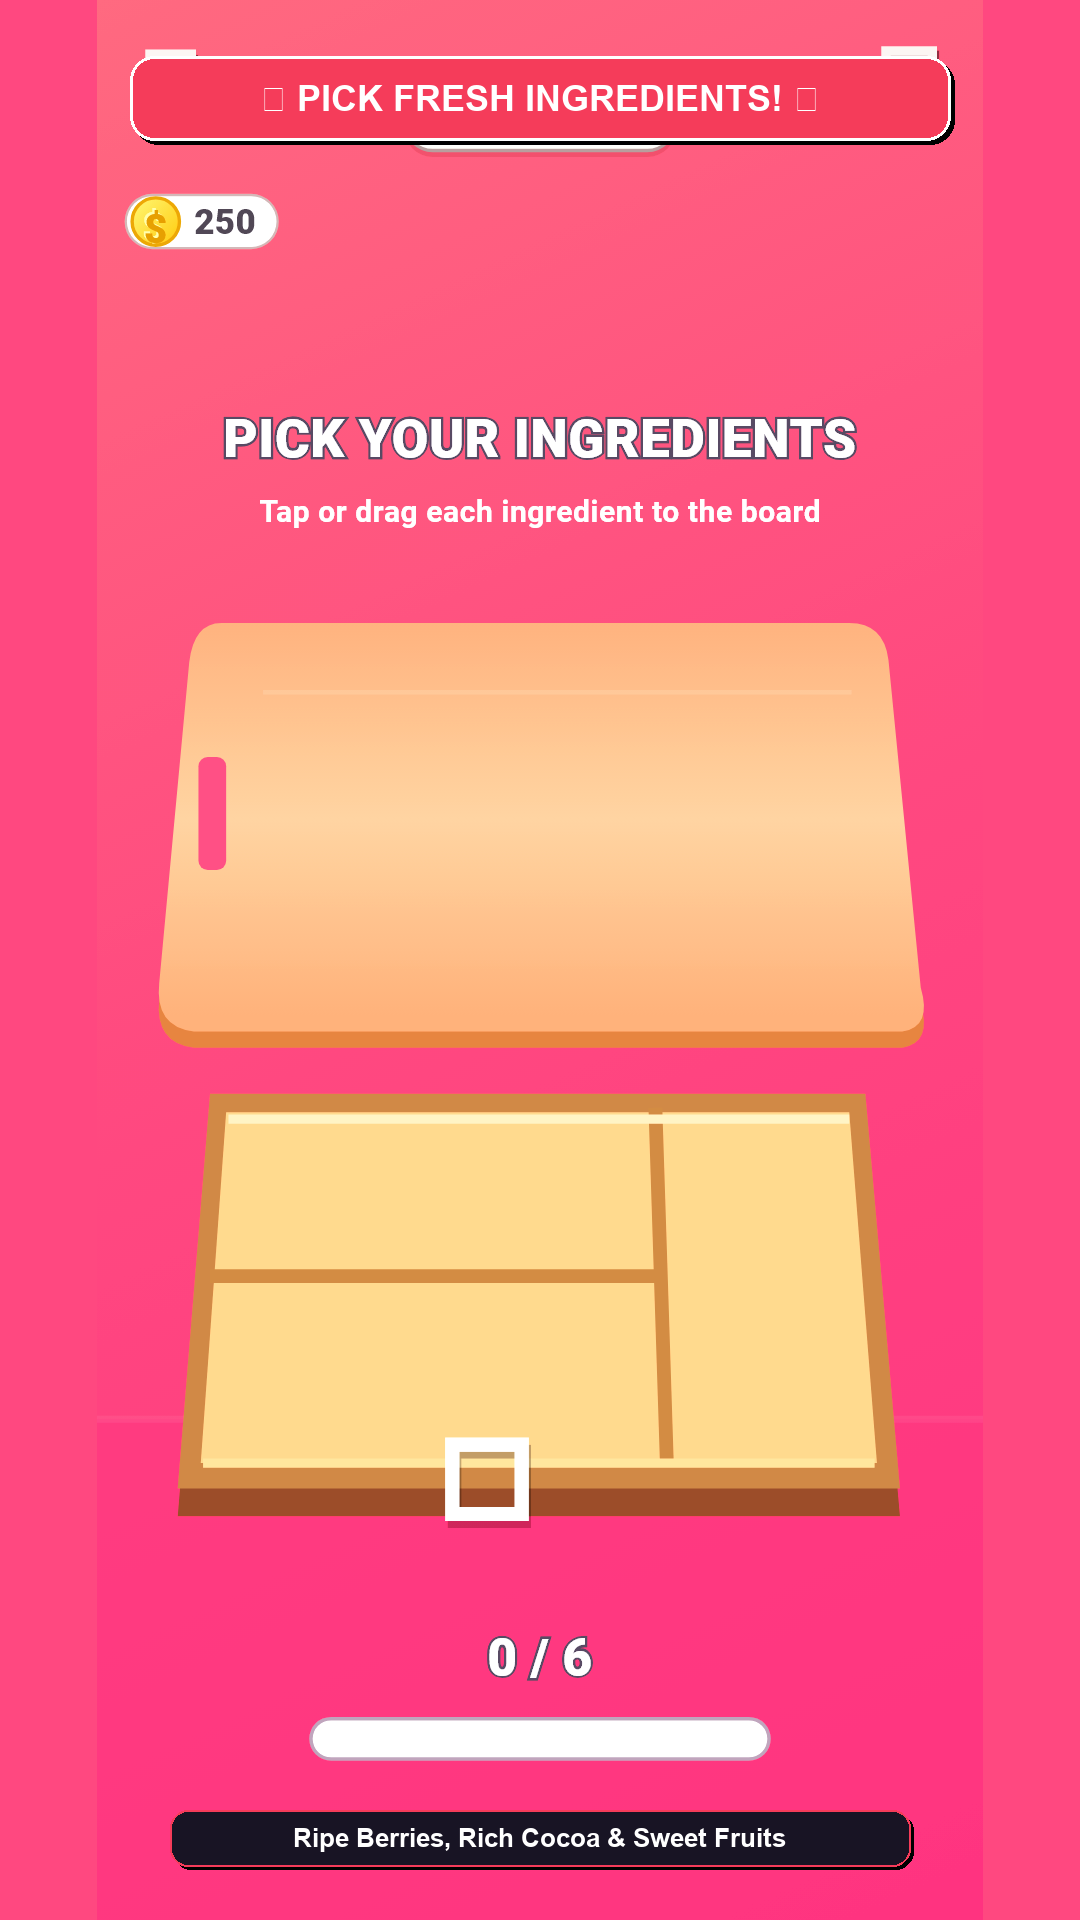 PICK FRESH INGREDIENTS!
250
PICK YOUR INGREDIENTS
Tap or drag each ingredient to the board
0 / 6
Ripe Berries, Rich Cocoa & Sweet Fruits